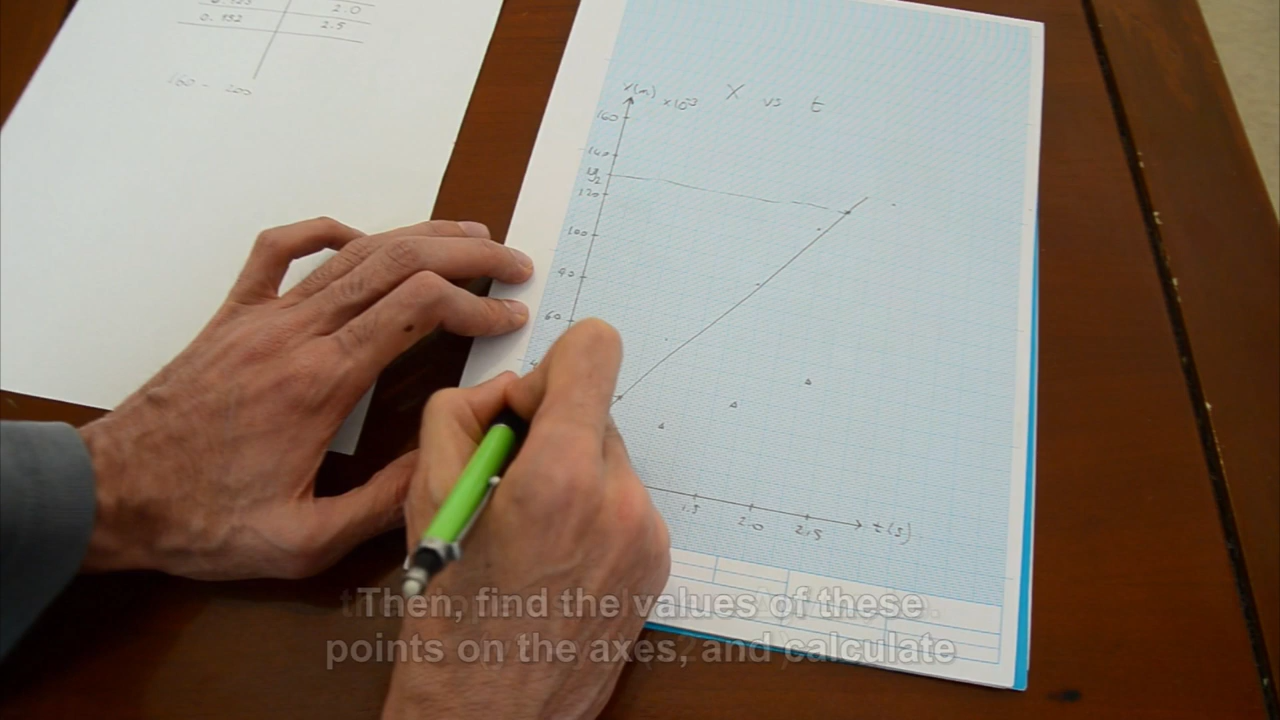 2.0
0.152 2.5
160 - 200
X vs t
x(m) x10⁻³
160
140
y₂
120
100
60
1.5 2.0 2.5 t(s)
Then, find the values of these
points on the axes, and calculate